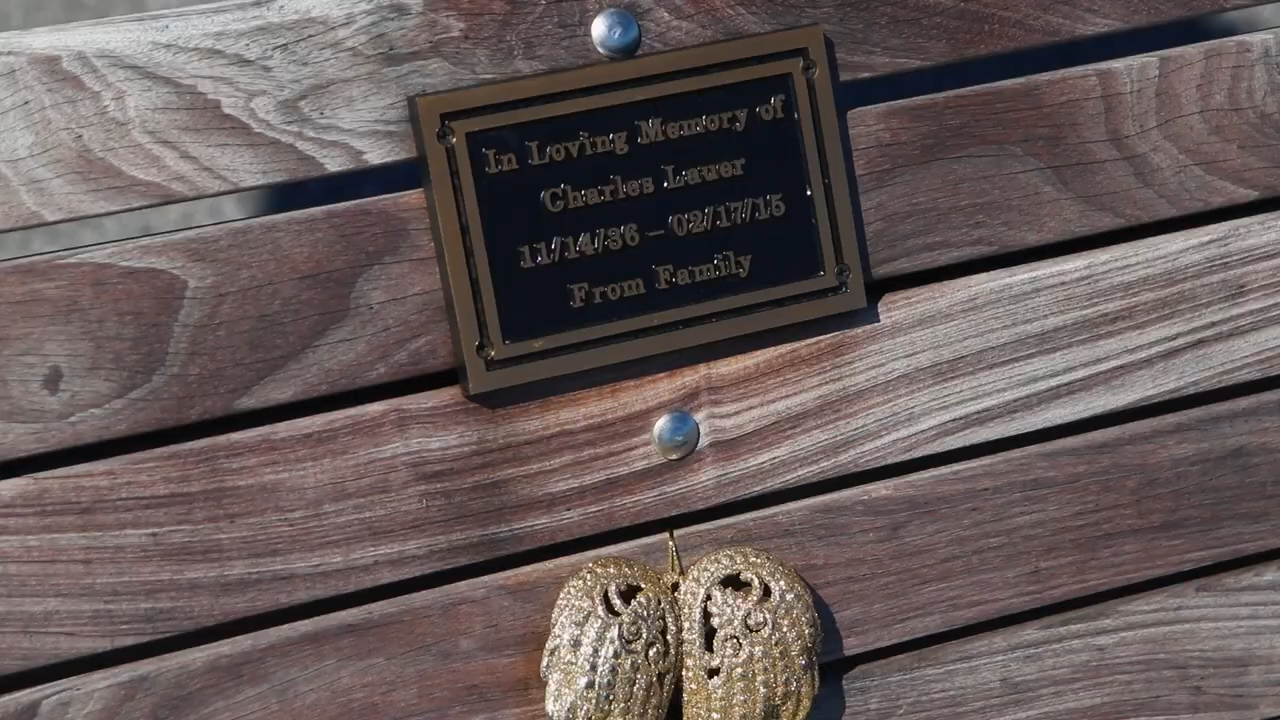 In Loving Memory of
Charles Lauer
11/14/36 – 02/17/15
From Family